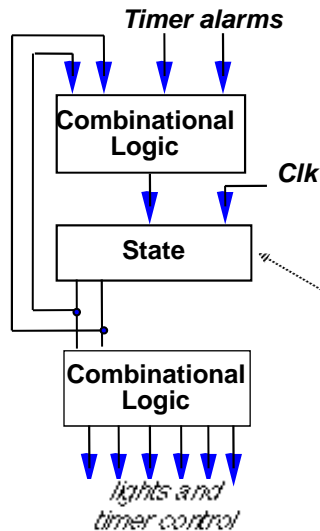 Timer alarms
Combinational
Logic
Clk
State
Combinational
Logic
lights and
timer control